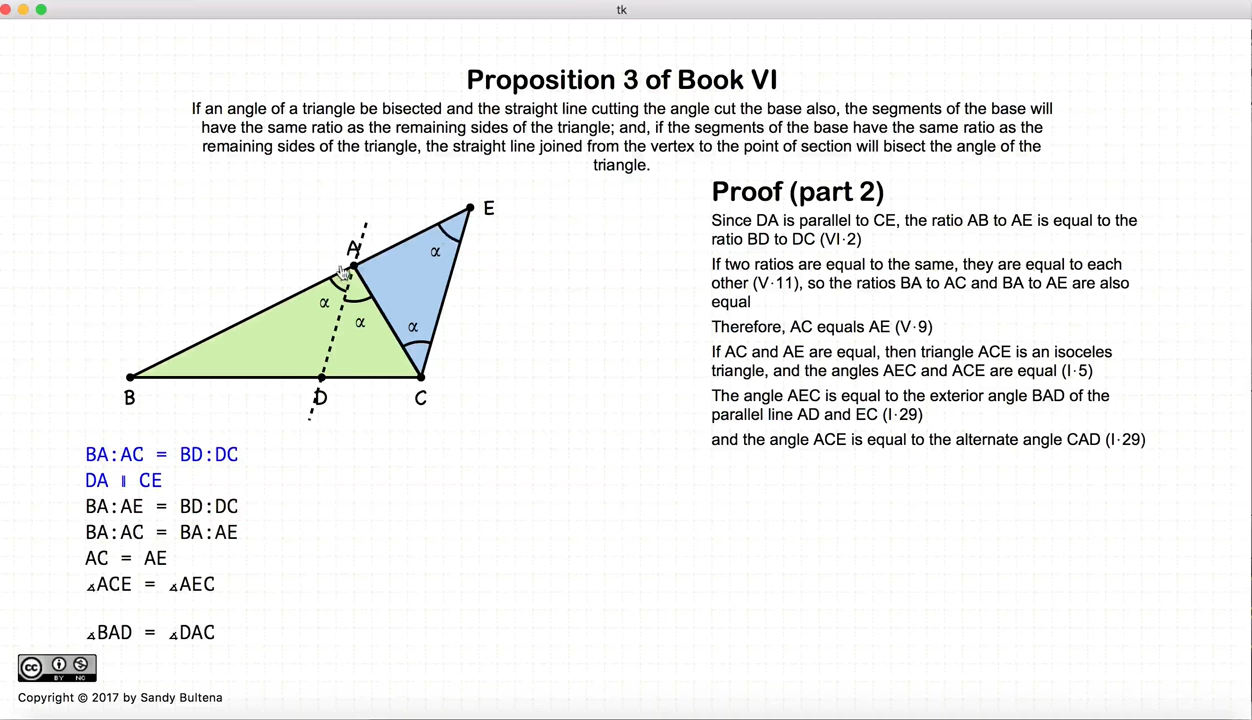 tk
Proposition 3 of Book VI
If an angle of a triangle be bisected and the straight line cutting the angle cut the base also, the segments of the base will
have the same ratio as the remaining sides of the triangle; and, if the segments of the base have the same ratio as the
remaining sides of the triangle, the straight line joined from the vertex to the point of section will bisect the angle of the
triangle.
Proof (part 2)
Since DA is parallel to CE, the ratio AB to AE is equal to the
ratio BD to DC (VI·2)
If two ratios are equal to the same, they are equal to each
other (V·11), so the ratios BA to AC and BA to AE are also
equal
Therefore, AC equals AE (V·9)
If AC and AE are equal, then triangle ACE is an isoceles
triangle, and the angles AEC and ACE are equal (I·5)
The angle AEC is equal to the exterior angle BAD of the
parallel line AD and EC (I·29)
and the angle ACE is equal to the alternate angle CAD (I·29)
E
A
α
α
α
α
B
D
C
BA:AC = BD:DC
DA ∥ CE
BA:AE = BD:DC
BA:AC = BA:AE
AC = AE
∡ACE = ∡AEC
∡BAD = ∡DAC
cc
BY NC
Copyright © 2017 by Sandy Bultena